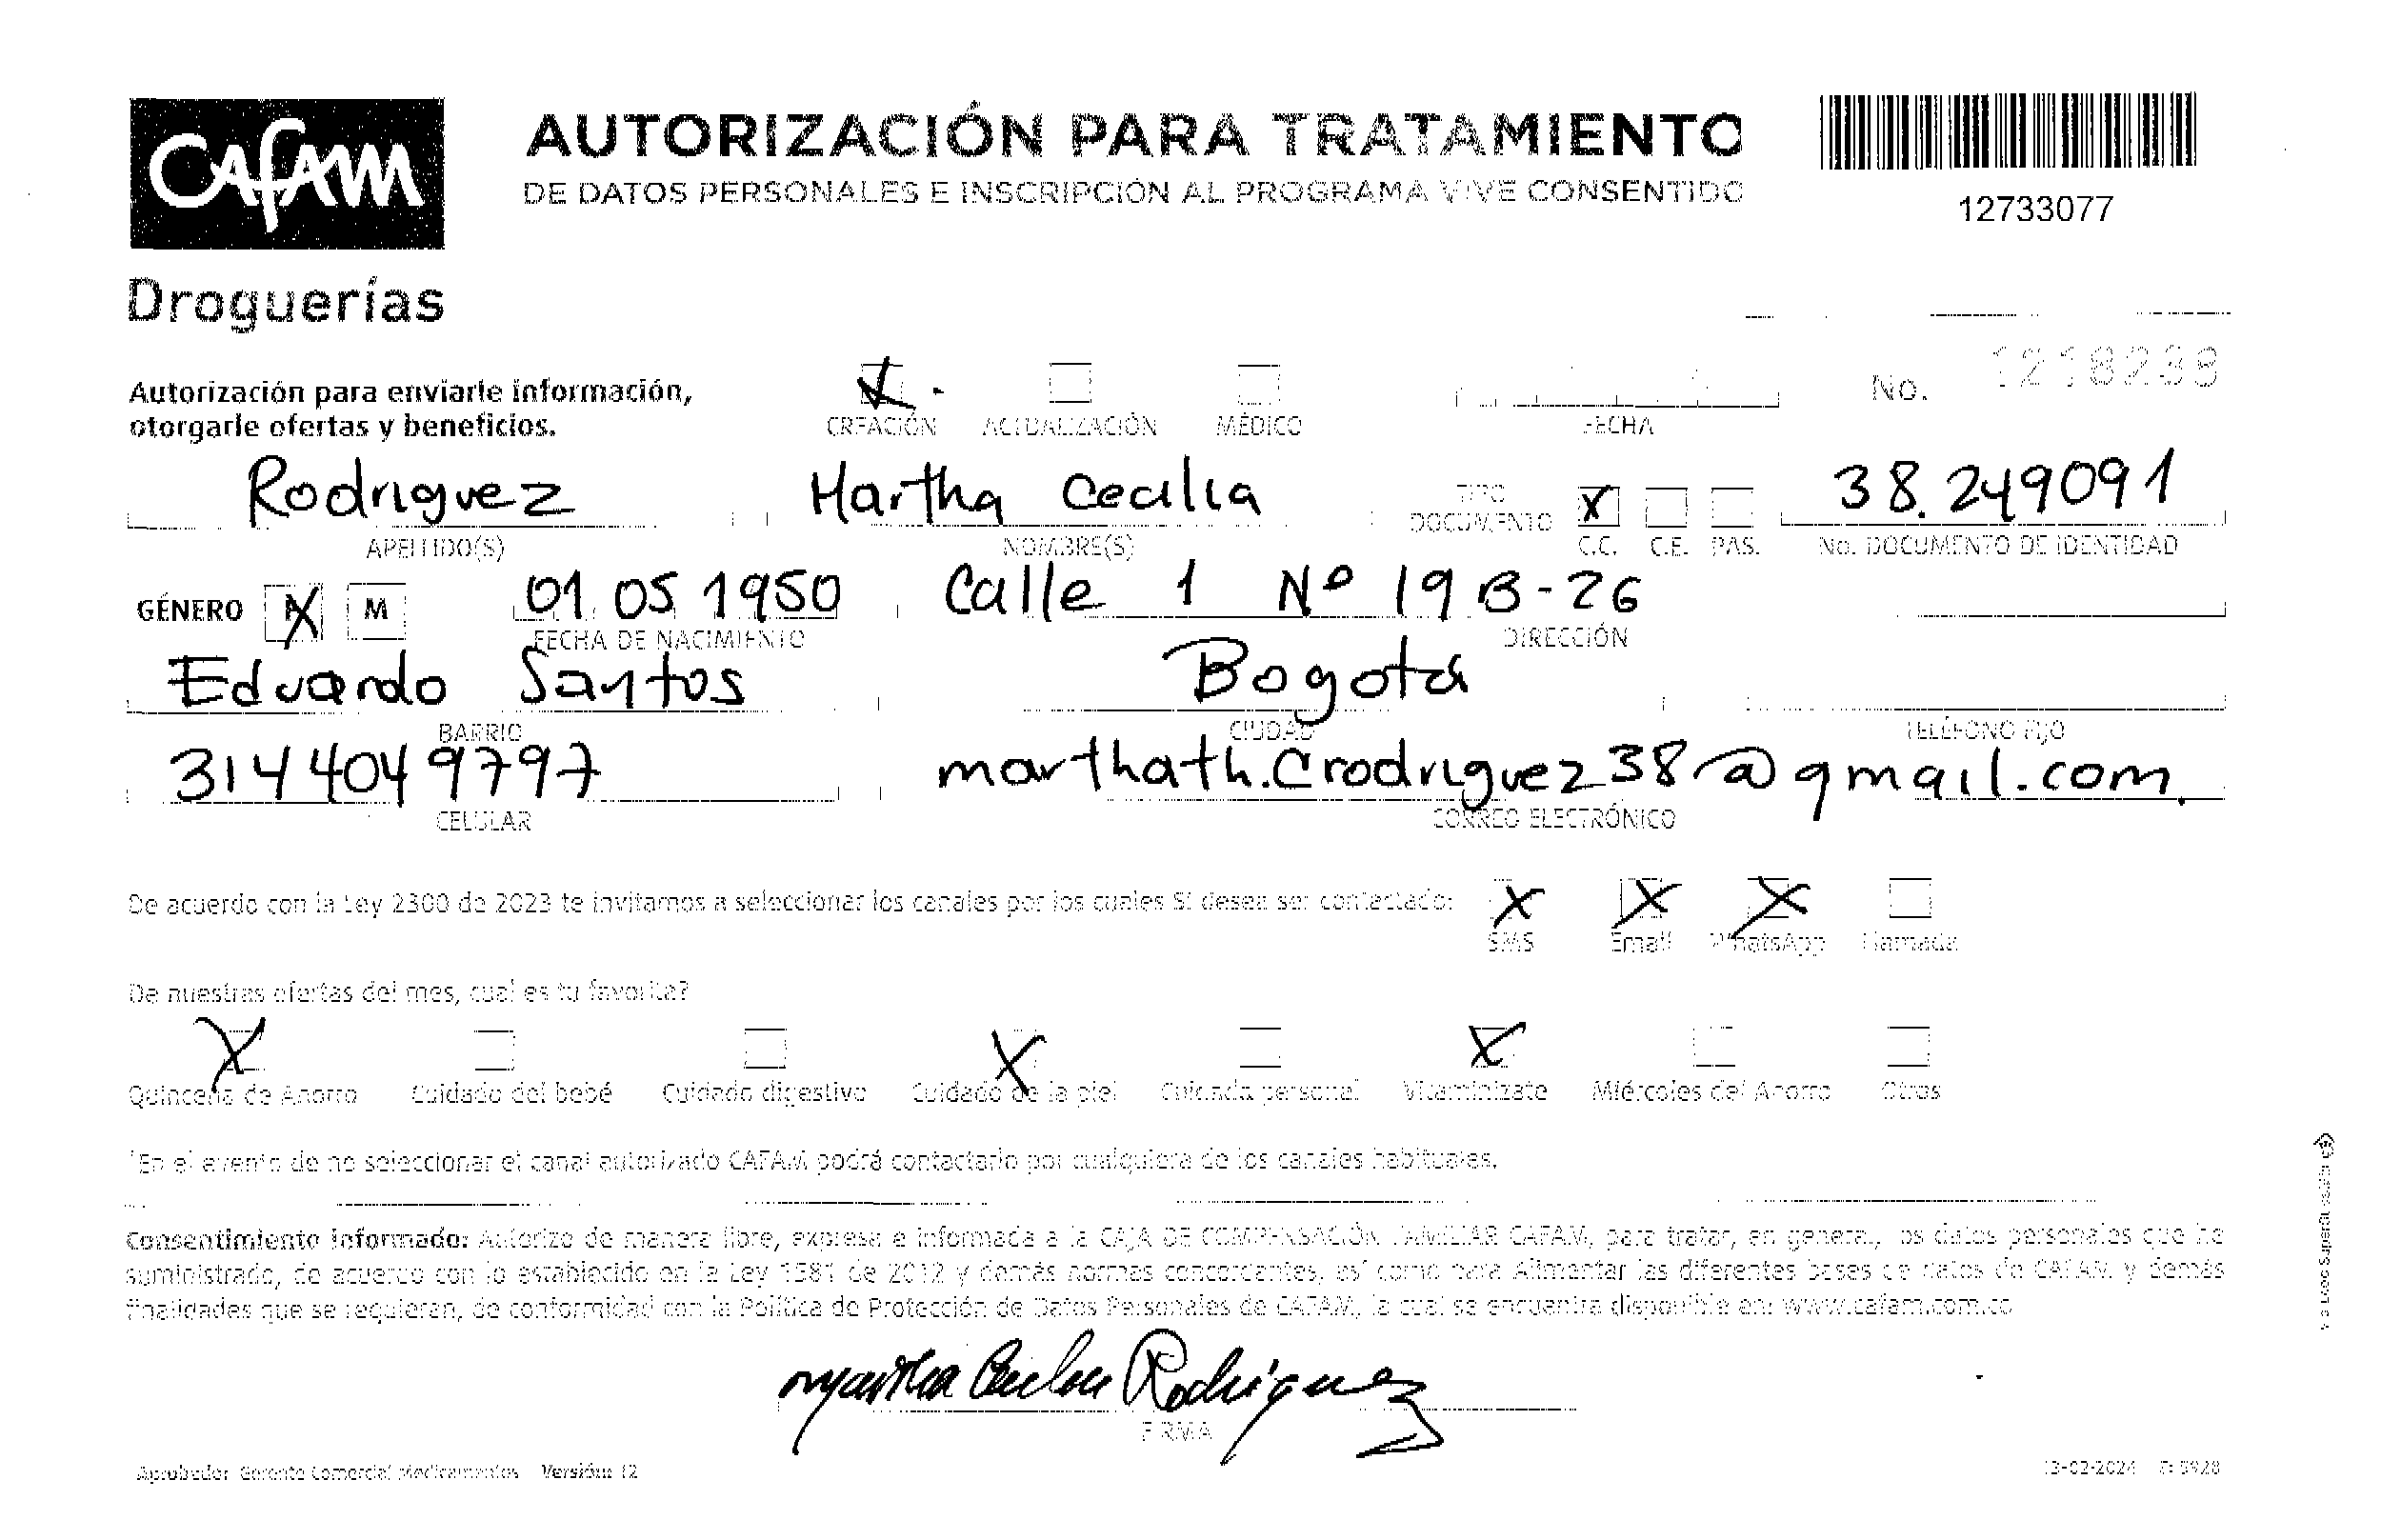 Cafam
AUTORIZACIÓN PARA TRATAMIENTO
DE DATOS PERSONALES E INSCRIPCIÓN AL PROGRAMA VIVE CONSENTIDO
12733077
Droguerías
Autorización para enviarle información,
otorgarle ofertas y beneficios.
CREACIÓN ACTUALIZACIÓN MÉDICO
FECHA
No. 1218239
Rodriguez Martha Cecilia
TIPO
DOCUMENTO
X
38.249091
APELLIDO(S) NOMBRE(S) C.C. C.E. PAS. No. DOCUMENTO DE IDENTIDAD
GÉNERO X M 01 05 1950 Calle 1 Nº 19 B-26
FECHA DE NACIMIENTO DIRECCIÓN
Eduardo Santos Bogotá
BARRIO CIUDAD TELÉFONO FIJO
3144049797 marthath.Crodriguez38@gmail.com
CELULAR CORREO ELECTRÓNICO
De acuerdo con la Ley 2300 de 2023 te invitamos a seleccionar los canales por los cuales SI desea ser contactado: X X X
SMS Email WhatsApp Llamada
De nuestras ofertas del mes, cual es tu favorita?
X X X
Quincena de Ahorro Cuidado del bebé Cuidado digestivo Cuidado de la piel Cuidado personal Vitaminízate Miércoles del Ahorro Otros
*En el evento de no seleccionar el canal autorizado CAFAM podrá contactarlo por cualquiera de los canales habituales.
Consentimiento informado: Autorizo de manera libre, expresa e informada a la CAJA DE COMPENSACIÓN FAMILIAR CAFAM, para tratar, en general, los datos personales que he
suministrado, de acuerdo con lo establecido en la Ley 1581 de 2012 y demás normas concordantes, así como para Alimentar las diferentes bases de datos de CAFAM y demás
finalidades que se requieran, de conformidad con la Política de Protección de Datos Personales de CAFAM, la cual se encuentra disponible en: www.cafam.com.co
Martha Cecilia Rodríguez
FIRMA
Aprobador Gerente Comercial Medicamentos Versión: 12
13-02-2024